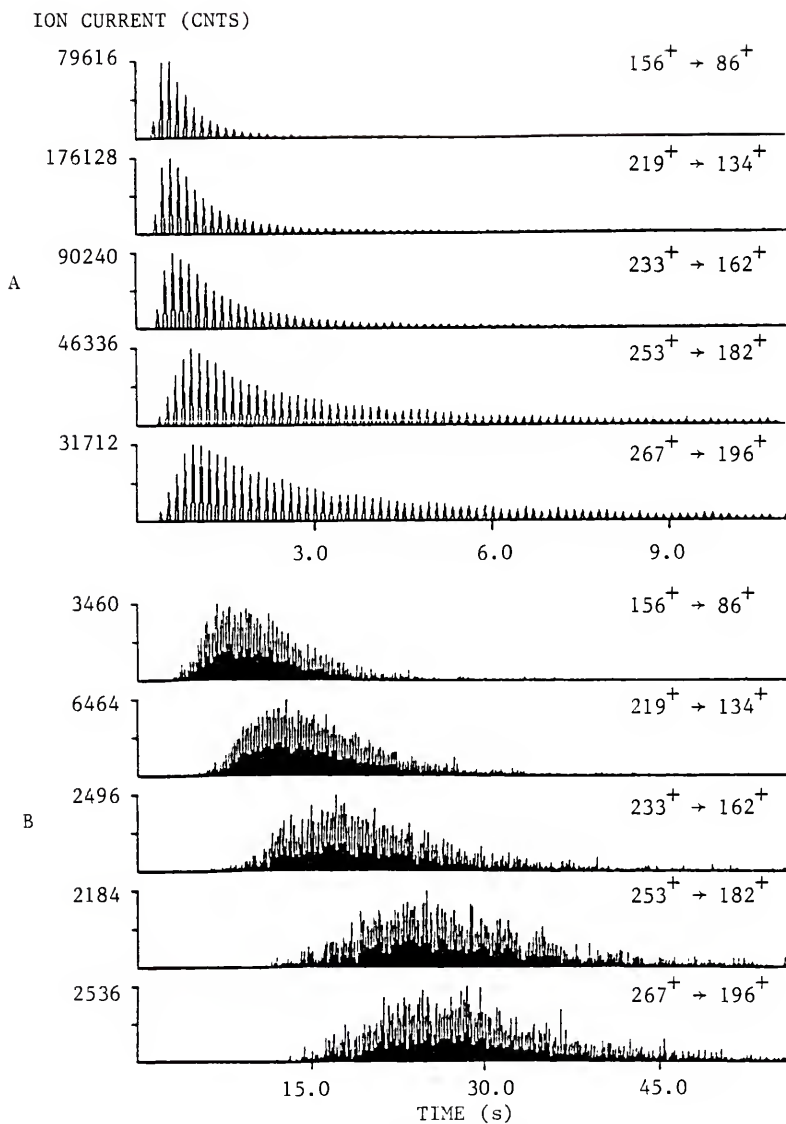 ION CURRENT (CNTS)
79616
156+ → 86+
176128
219+ → 134+
A
90240
233+ → 162+
46336
253+ → 182+
31712
267+ → 196+
3.0 6.0 9.0
3460
156+ → 86+
6464
219+ → 134+
B
2496
233+ → 162+
2184
253+ → 182+
2536
267+ → 196+
15.0 30.0 45.0
TIME (s)